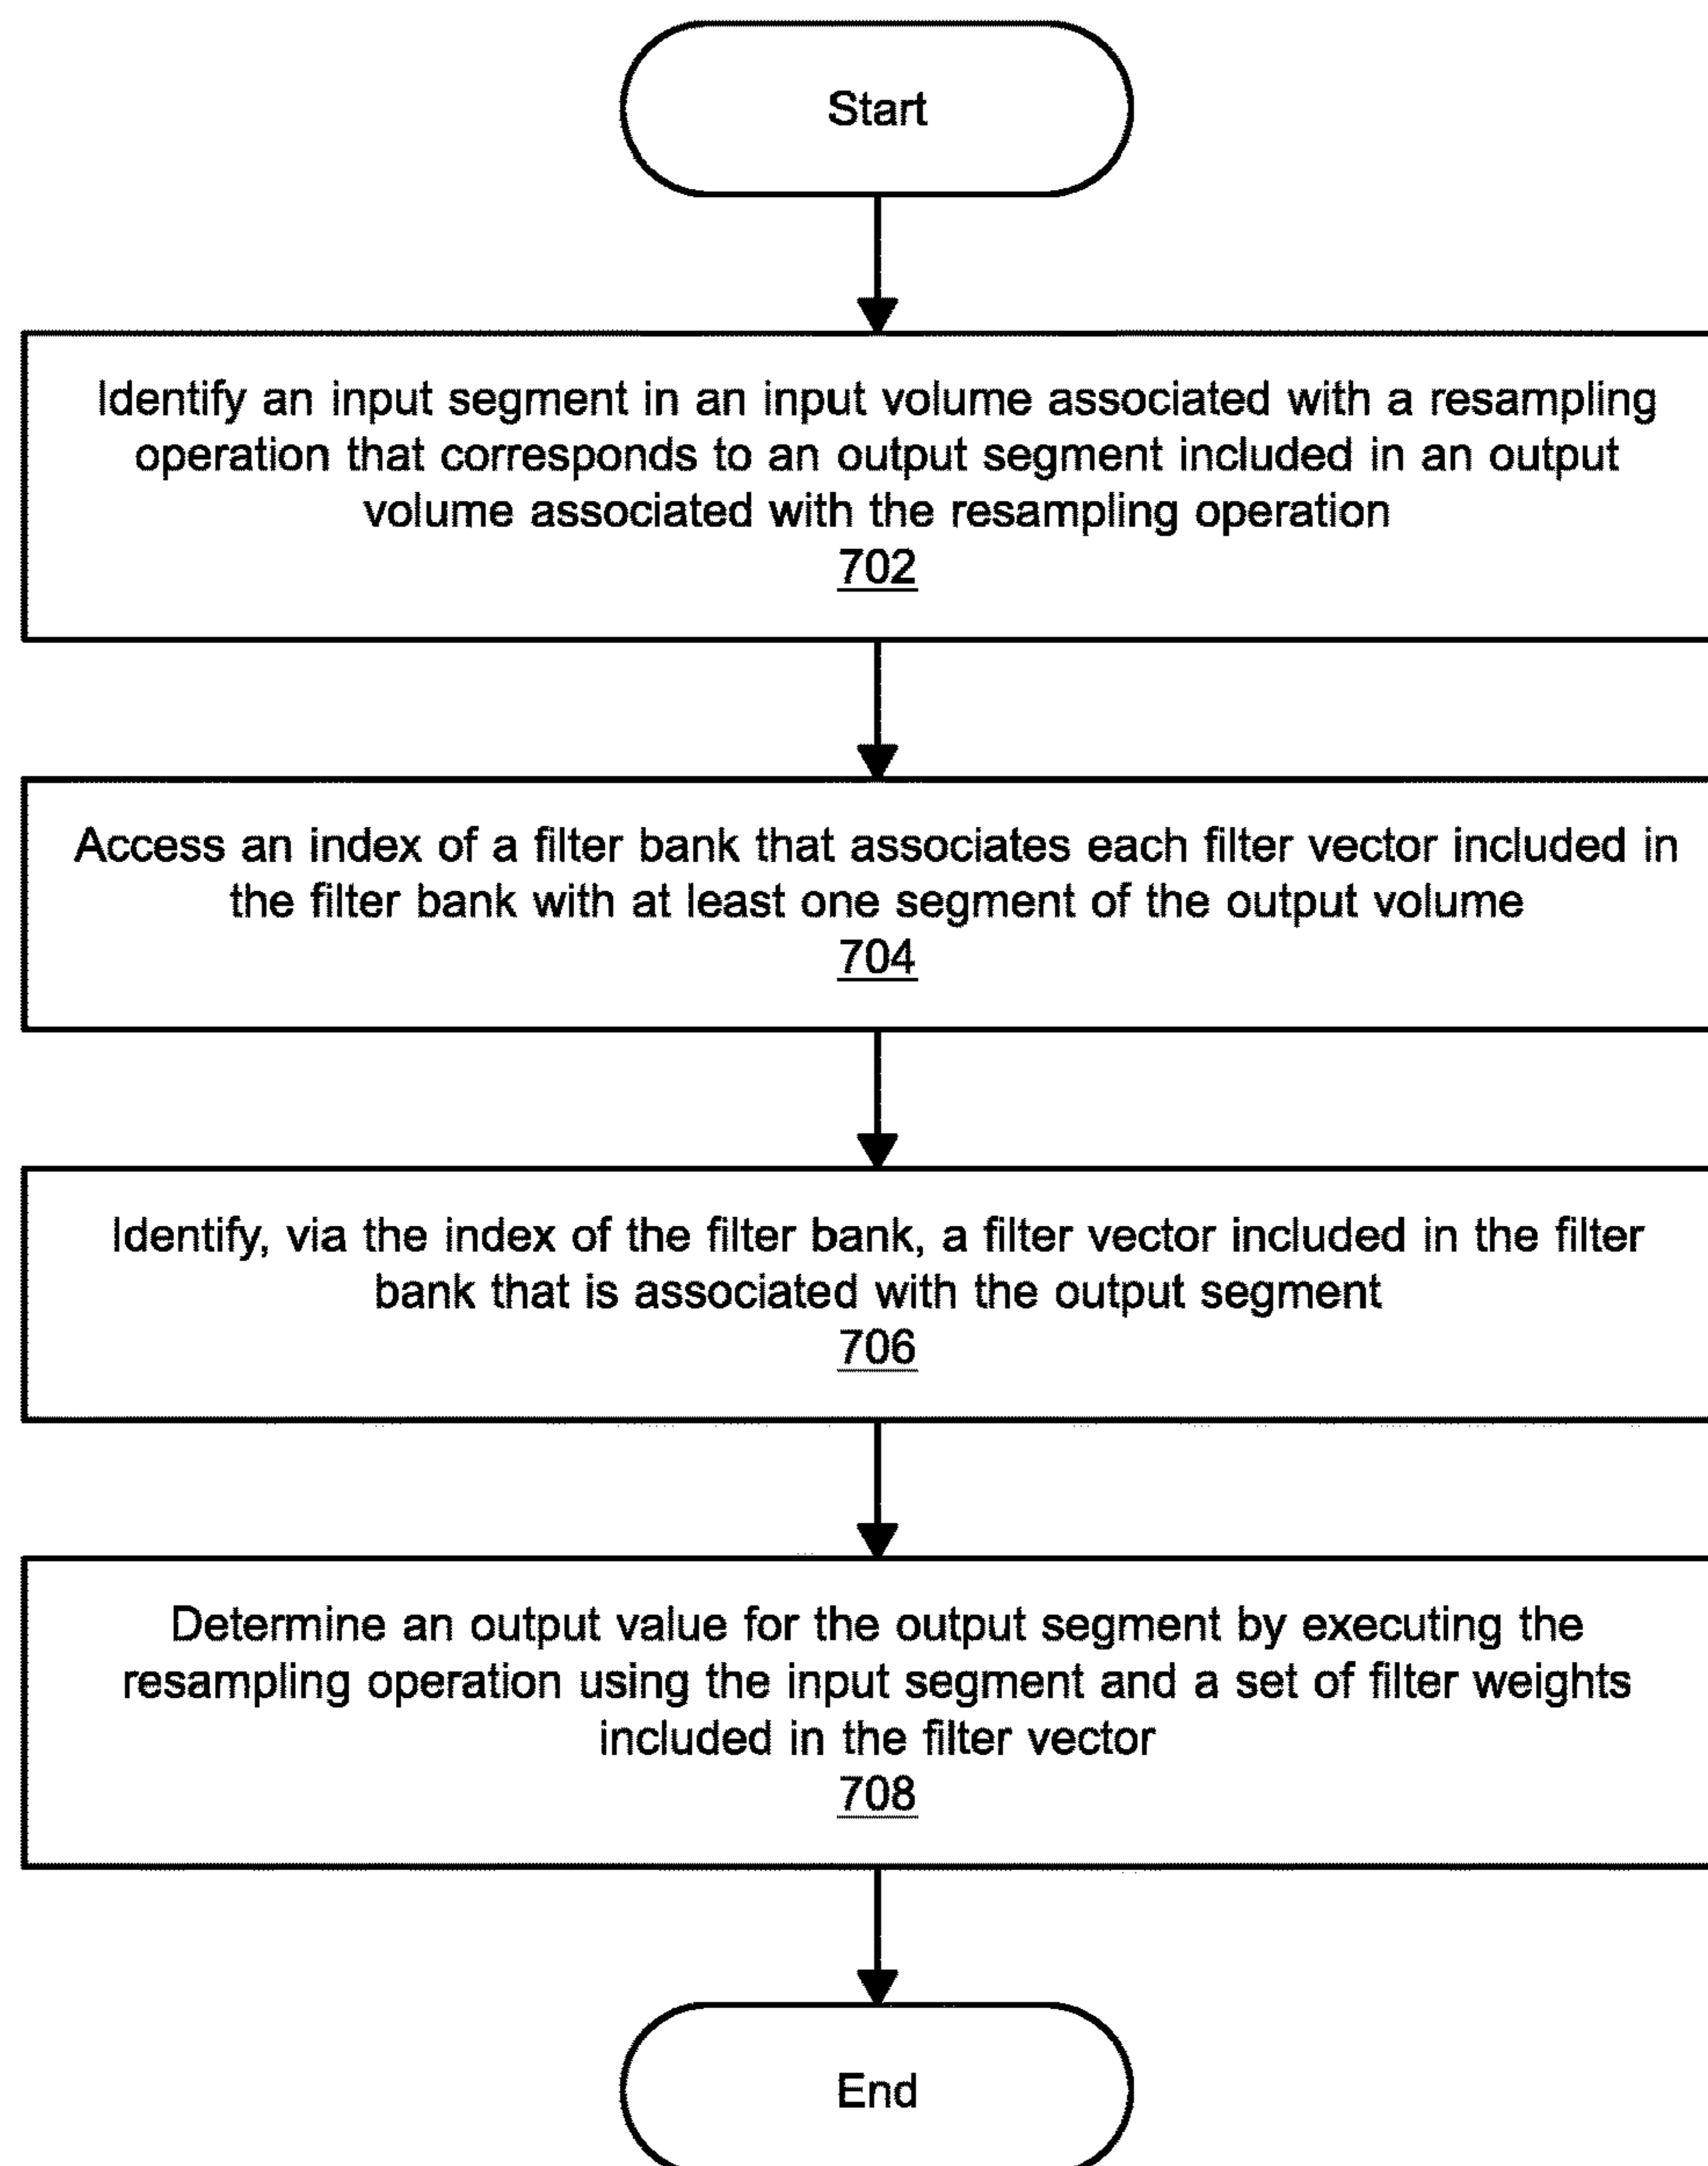 Start
Identify an input segment in an input volume associated with a resampling
operation that corresponds to an output segment included in an output
volume associated with the resampling operation
702
Access an index of a filter bank that associates each filter vector included in
the filter bank with at least one segment of the output volume
704
Identify, via the index of the filter bank, a filter vector included in the filter
bank that is associated with the output segment
706
Determine an output value for the output segment by executing the
resampling operation using the input segment and a set of filter weights
included in the filter vector
708
End